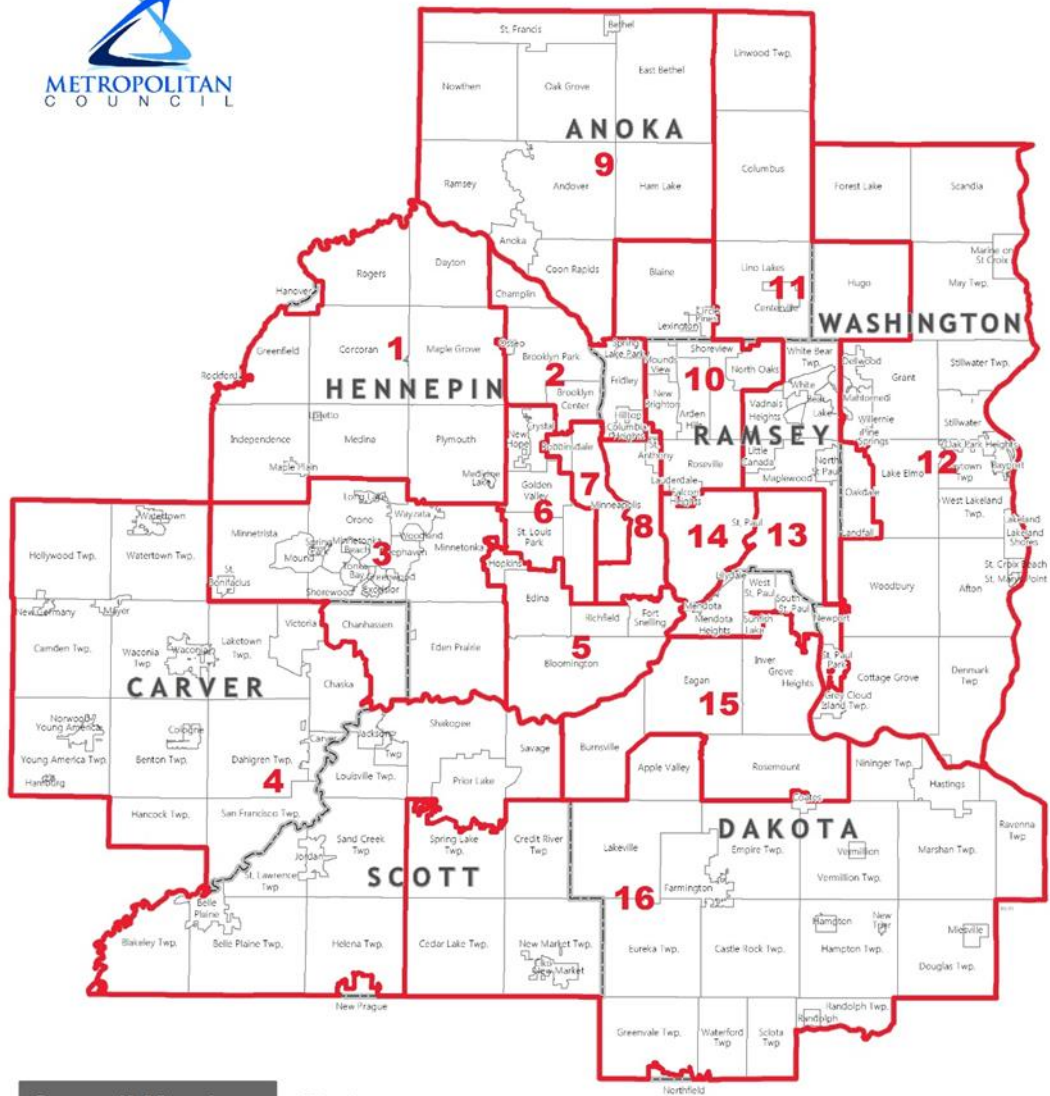 METROPOLITAN
COUNCIL
St. Francis
Bethel
Linwood Twp.
East Bethel
Nowthen
Oak Grove
ANOKA
9
Columbus
Ramsey
Andover
Ham Lake
Forest Lake
Scandia
Anoka
Marine on
St Croix
Dayton
Coon Rapids
Blaine
Lino Lakes
11
Hugo
May Twp.
Rogers
Hanover
Champlin
Centerville
Circle
Pines
Lexington
WASHINGTON
Greenfield
Corcoran
1
Maple Grove
Osseo
Brooklyn Park
2
Spring
Lake Park
Shoreview
White Bear
Twp.
Stillwater Twp.
Rockford
HENNEPIN
Brooklyn
Center
Fridley
Mounds
View
10
North Oaks
Dellwood
Grant
White
Bear
Lake
Mahtomedi
New
Brighton
Arden
Hills
Vadnais
Heights
Willernie
Pine
Springs
Stillwater
Loretto
Independence
Medina
Plymouth
New
Hope
Crystal
Robbinsdale
Hilltop
Columbia
Heights
St.
Anthony
RAMSEY
Little
Canada
North
St Paul
Oak Park Heights
12
Bayport
Lake Elmo
Maple Plain
Medicine
Lake
7
Roseville
Maplewood
Golden
Valley
6
Minneapolis
8
Lauderdale
Falcon
Heights
Oakdale
West Lakeland
Twp
Long Lake
Wayzata
Orono
Watertown
Minnetrista
Woodland
St. Louis
Park
14
St. Paul
13
Landfall
Lakeland
Lakeland
Shores
Hollywood Twp.
Watertown Twp.
Mound
Spring
Park
Minnetonka
Beach
3
Deephaven
Minnetonka
Tonka
Bay
Greenwood
Excelsior
Shorewood
Hopkins
St.
Bonifacius
Edina
Lilydale
West
St. Paul
South
St. Paul
Woodbury
Afton
St. Croix Beach
St. Marys Point
New Germany
Mayer
Victoria
Chanhassen
Richfield
Fort
Snelling
Mendota
Mendota
Heights
Sunfish
Lake
Newport
Camden Twp.
Waconia
Twp
Waconia
Laketown
Twp.
Eden Prairie
5
Bloomington
St. Paul
Park
Cottage Grove
Denmark
Twp
CARVER
Chaska
Eagan
15
Inver
Grove
Heights
Grey Cloud
Island Twp.
Norwood
Young America
Cologne
Carver
Shakopee
Jackson
Twp
Savage
Burnsville
Young America Twp.
Benton Twp.
Dahlgren Twp.
4
Louisville Twp.
Prior Lake
Apple Valley
Rosemount
Nininger Twp.
Hastings
Hamburg
Hancock Twp.
San Francisco Twp.
Sand Creek
Twp
Spring Lake
Twp.
Credit River
Twp
Lakeville
Coates
DAKOTA
Empire Twp.
Vermillion
Marshan Twp.
Ravenna
Twp
Jordan
St. Lawrence
Twp
SCOTT
Farmington
Vermillion Twp.
Belle
Plaine
16
Hampton
New
Trier
Miesville
Blakeley Twp.
Belle Plaine Twp.
Helena Twp.
Cedar Lake Twp.
New Market Twp.
Elko
New Market
Eureka Twp.
Castle Rock Twp.
Hampton Twp.
Douglas Twp.
New Prague
Greenvale Twp.
Waterford
Twp
Sciota
Twp
Randolph
Randolph Twp.
Northfield